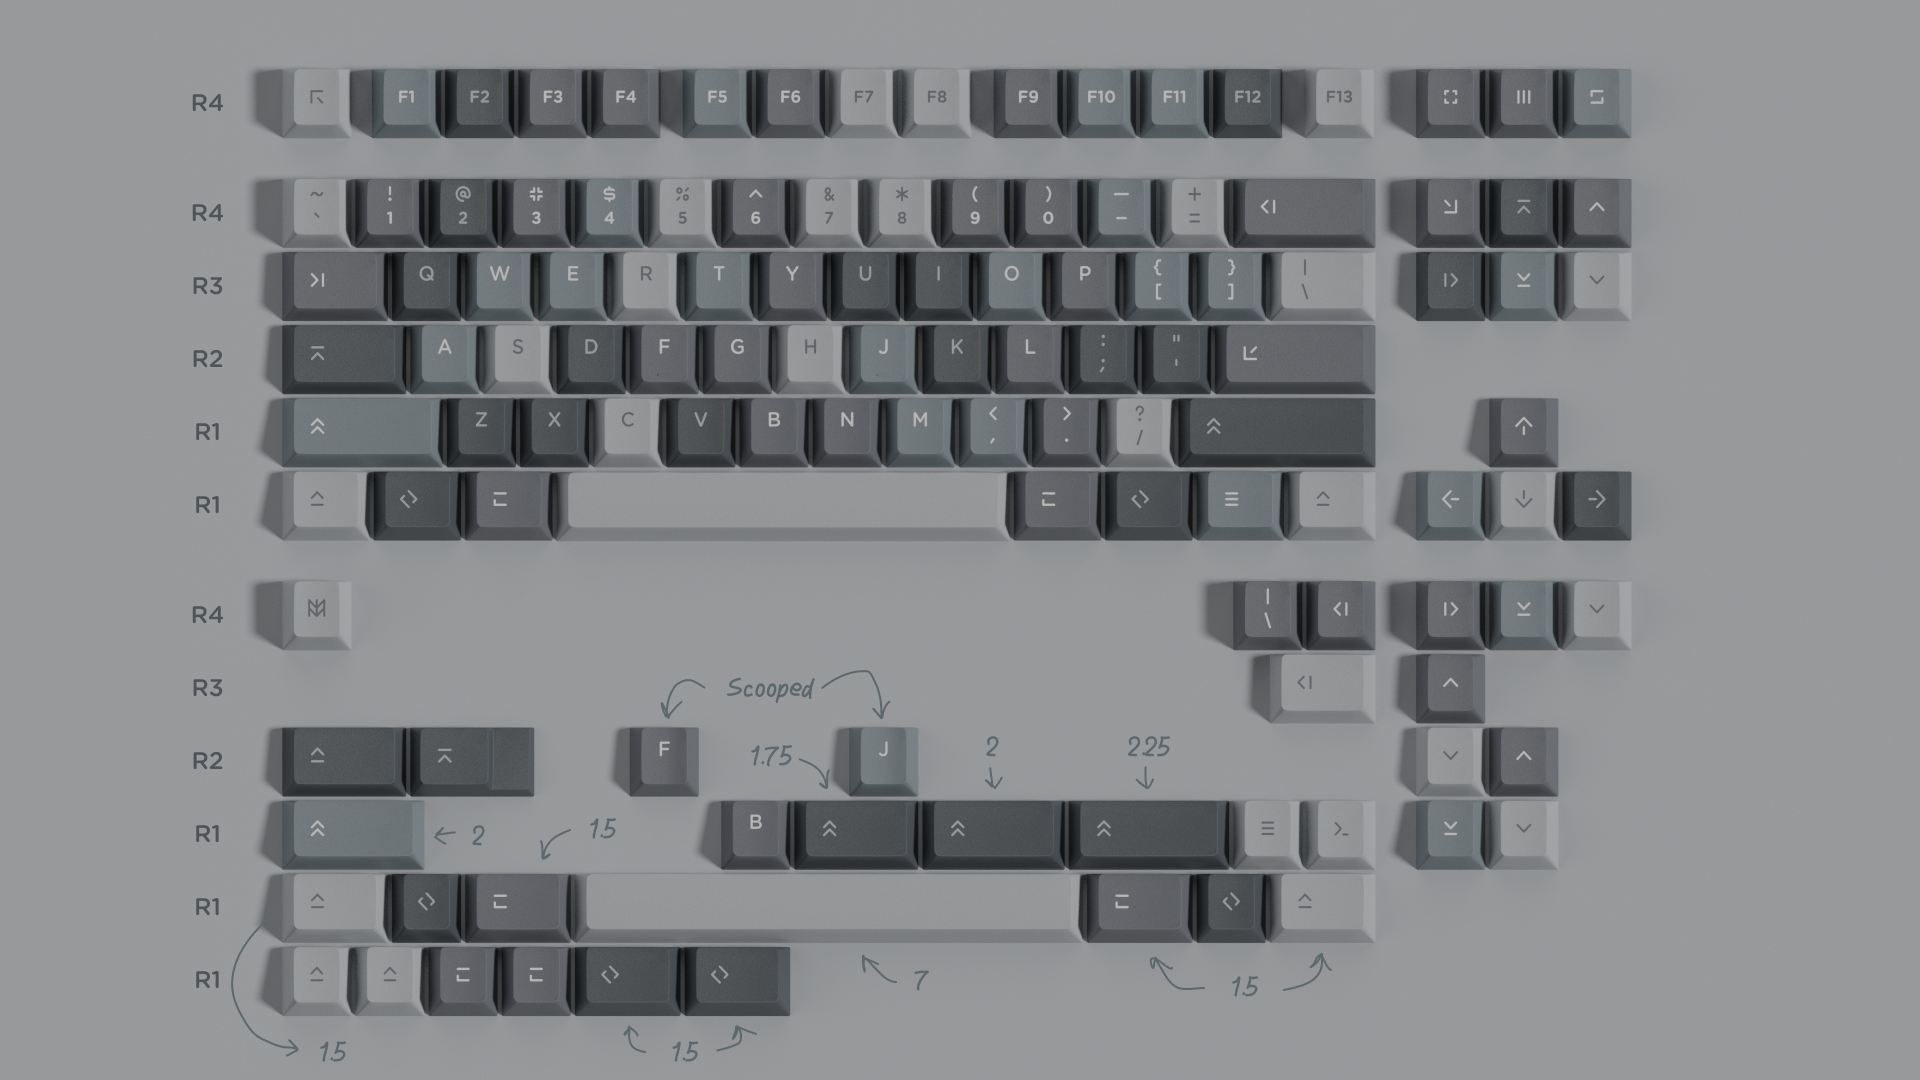 R4 F1 F2 F3 F4 F5 F6 F7 F8 F9 F10 F11 F12 F13
R4 ~ ! @ $ % ^ & * ( ) — +
` 1 2 3 4 5 6 7 8 9 0 - =
R3 Q W E R T Y U I O P { } |
[ ] \
R2 A S D F G H J K L : "
; '
R1 Z X C V B N M < > ?
, . /
R1
R4 |
\
R3
Scooped
R2 F J
1.75 2 2.25
R1 B >_
2 1.5
R1
R1
7 1.5
1.5 1.5